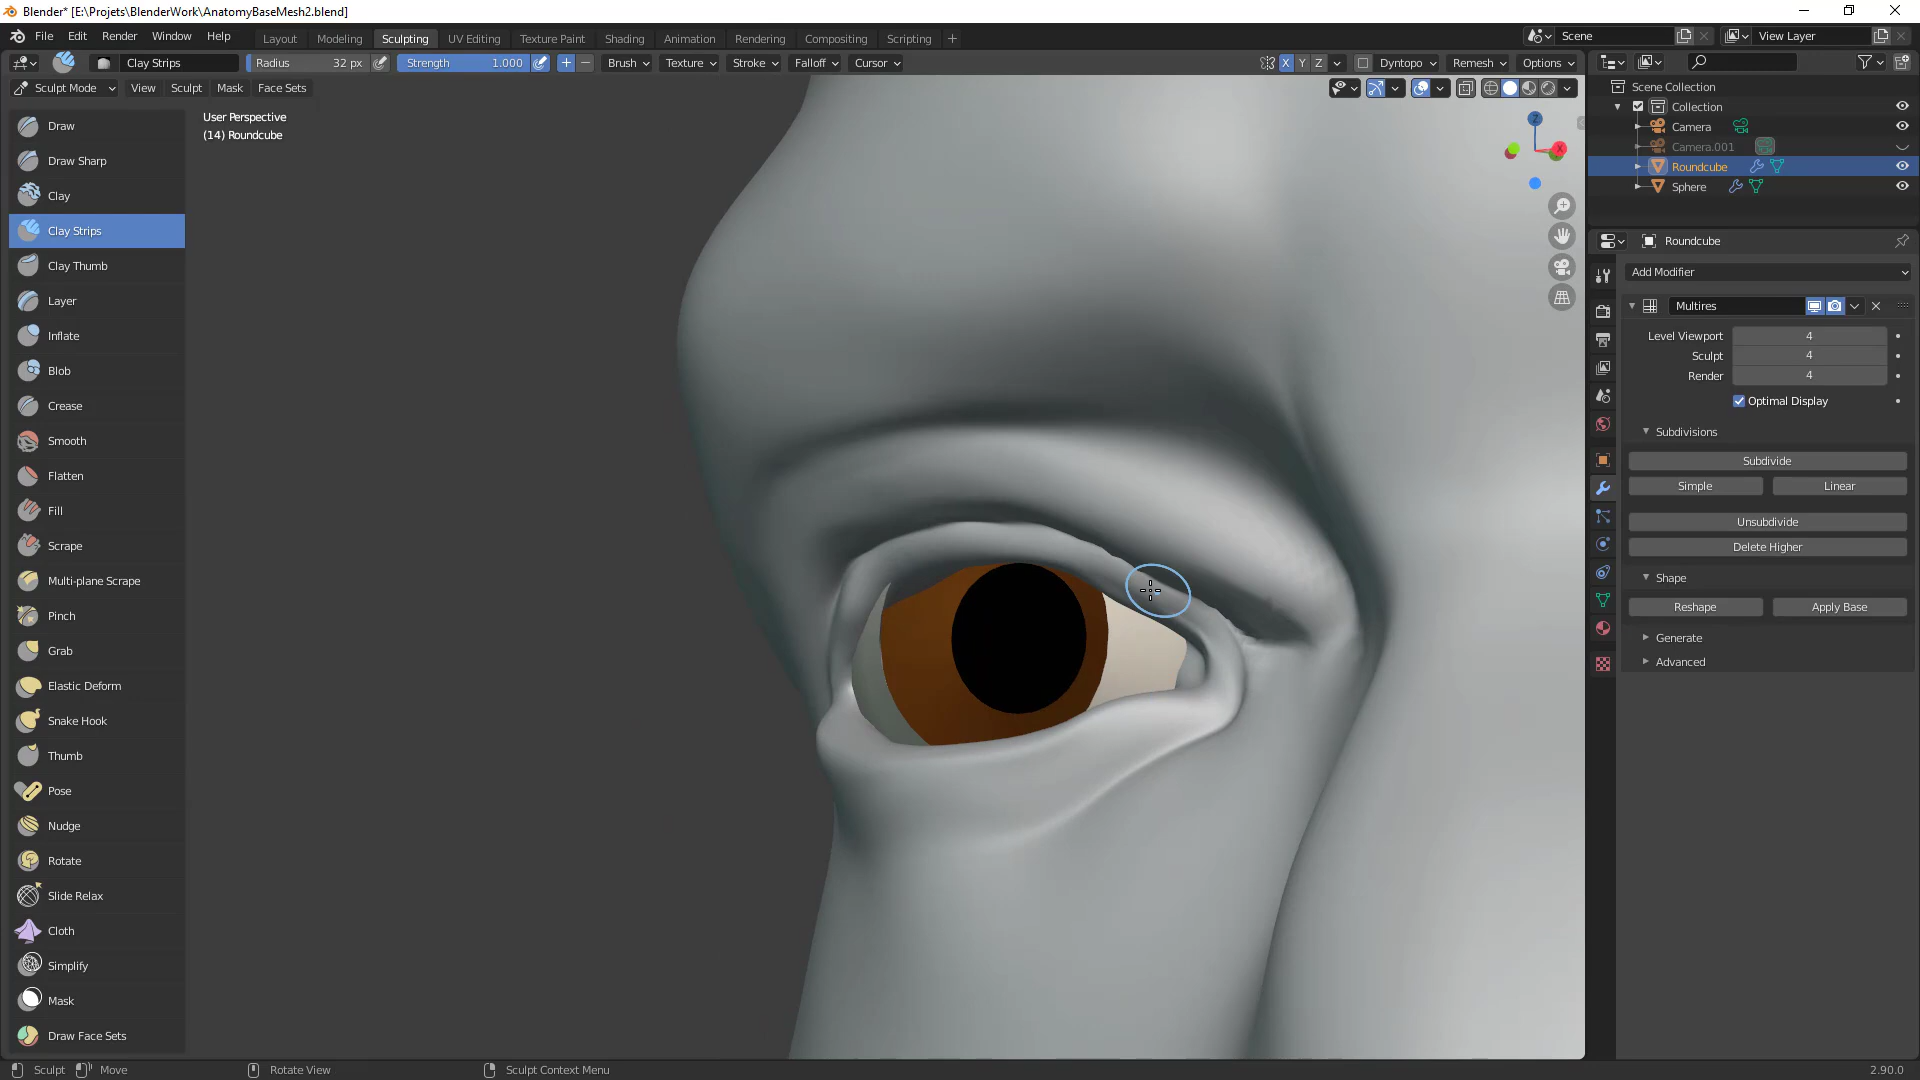 Blender* [E:\Projets\BlenderWork\AnatomyBaseMesh2.blend]
File Edit Render Window Help Layout Modeling Sculpting UV Editing Texture Paint Shading Animation Rendering Compositing Scripting + Scene View Layer
Clay Strips Radius 32 px Strength 1.000 + − Brush Texture Stroke Falloff Cursor X Y Z Dyntopo Remesh Options
Sculpt Mode View Sculpt Mask Face Sets
User Perspective
(14) Roundcube
Z
X
Draw
Draw Sharp
Clay
Clay Strips
Clay Thumb
Layer
Inflate
Blob
Crease
Smooth
Flatten
Fill
Scrape
Multi-plane Scrape
Pinch
Grab
Elastic Deform
Snake Hook
Thumb
Pose
Nudge
Rotate
Slide Relax
Cloth
Simplify
Mask
Draw Face Sets
Scene Collection
Collection
Camera
Camera.001
Roundcube
Sphere
Roundcube
Add Modifier
Multires
Level Viewport 4
Sculpt 4
Render 4
Optimal Display
Subdivisions
Subdivide
Simple Linear
Unsubdivide
Delete Higher
Shape
Reshape Apply Base
Generate
Advanced
Sculpt Move Rotate View Sculpt Context Menu 2.90.0